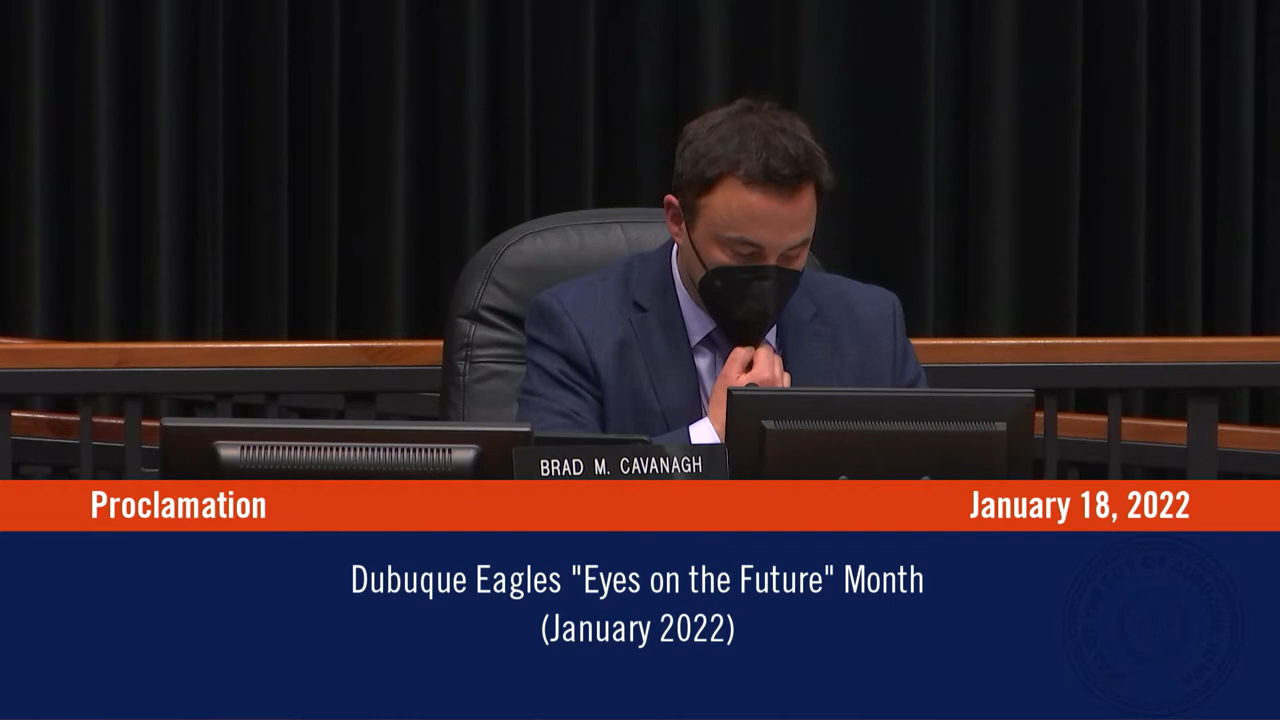 BRAD M. CAVANAGH
Proclamation
January 18, 2022
Dubuque Eagles "Eyes on the Future" Month
(January 2022)